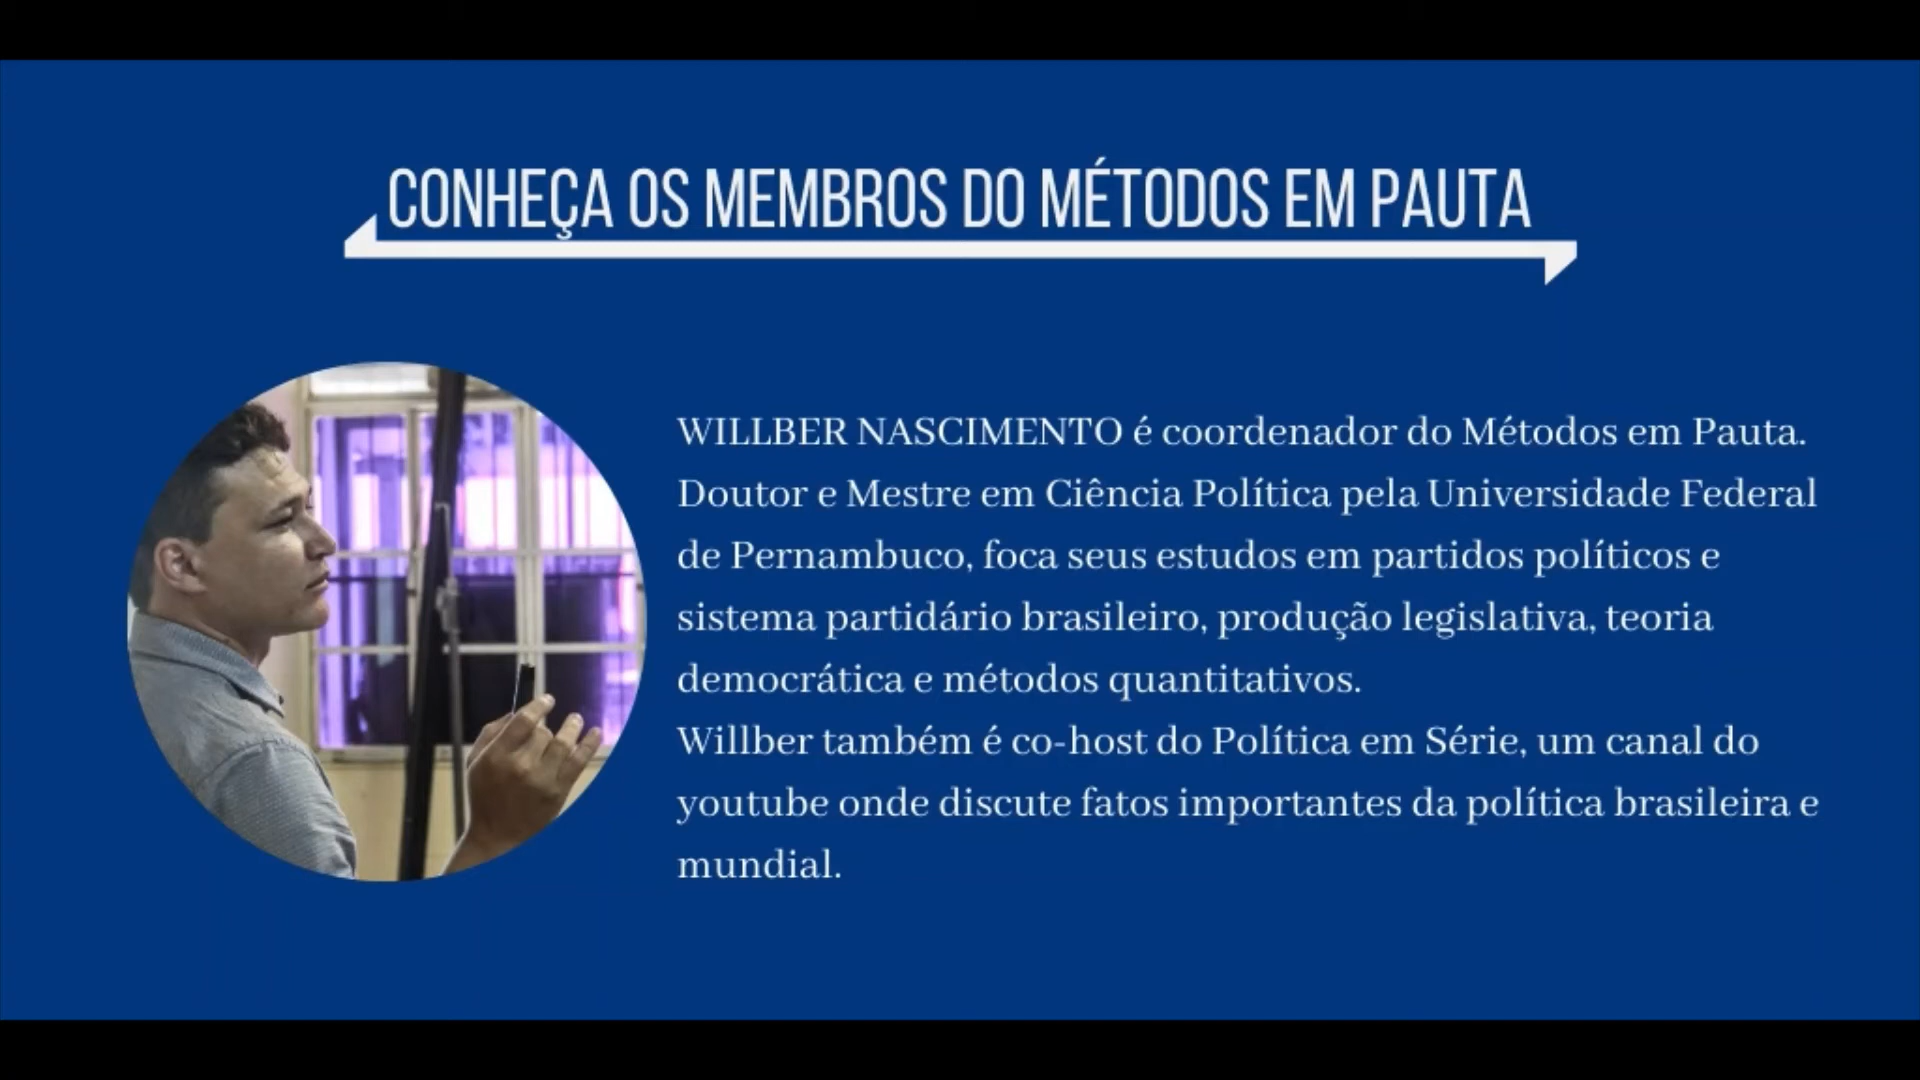 CONHEÇA OS MEMBROS DO MÉTODOS EM PAUTA
WILLBER NASCIMENTO é coordenador do Métodos em Pauta.
Doutor e Mestre em Ciência Política pela Universidade Federal
de Pernambuco, foca seus estudos em partidos políticos e
sistema partidário brasileiro, produção legislativa, teoria
democrática e métodos quantitativos.
Willber também é co-host do Política em Série, um canal do
youtube onde discute fatos importantes da política brasileira e
mundial.